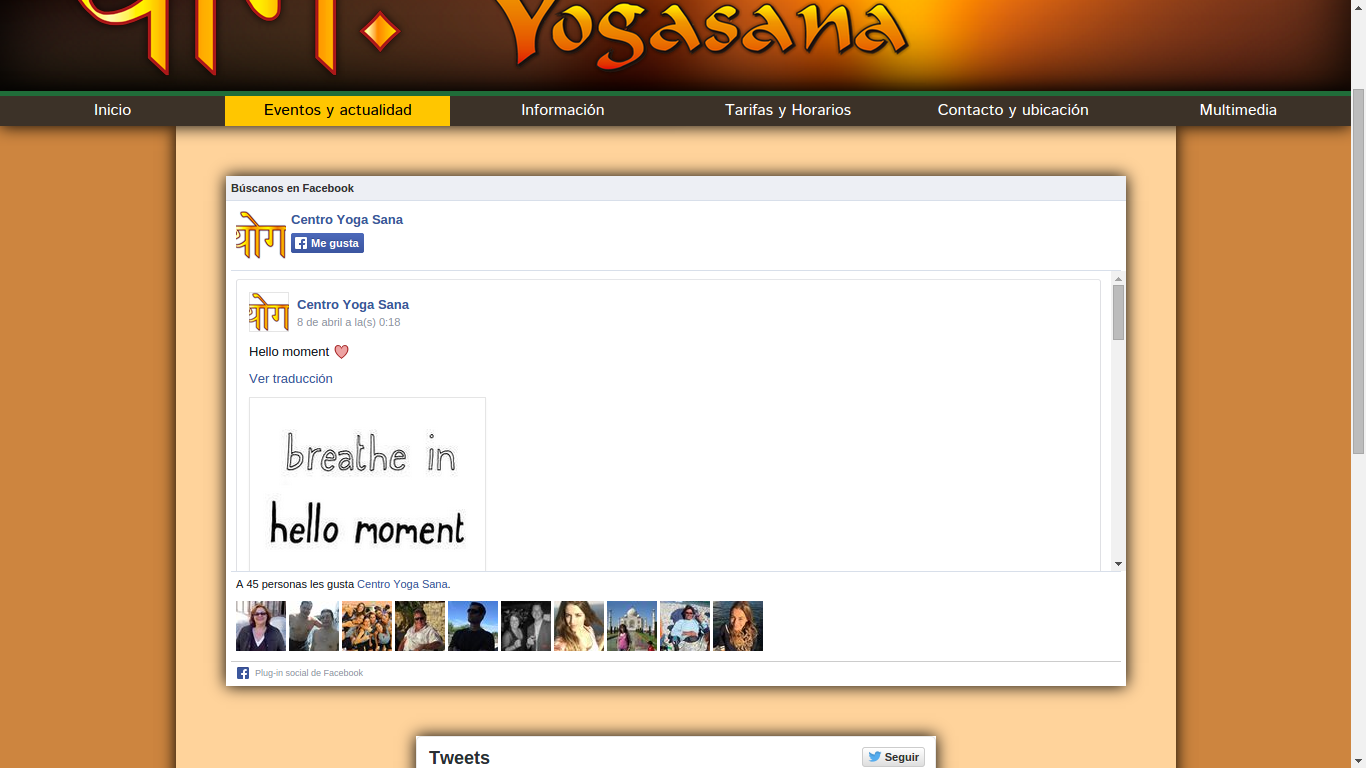 योग.
Yogasana
Inicio
Eventos y actualidad
Información
Tarifas y Horarios
Contacto y ubicación
Multimedia
Búscanos en Facebook
योग
Centro Yoga Sana
Me gusta
योग
Centro Yoga Sana
8 de abril a la(s) 0:18
Hello moment
Ver traducción
breathe in
hello moment
A 45 personas les gusta Centro Yoga Sana.
Plug-in social de Facebook
Tweets
Seguir